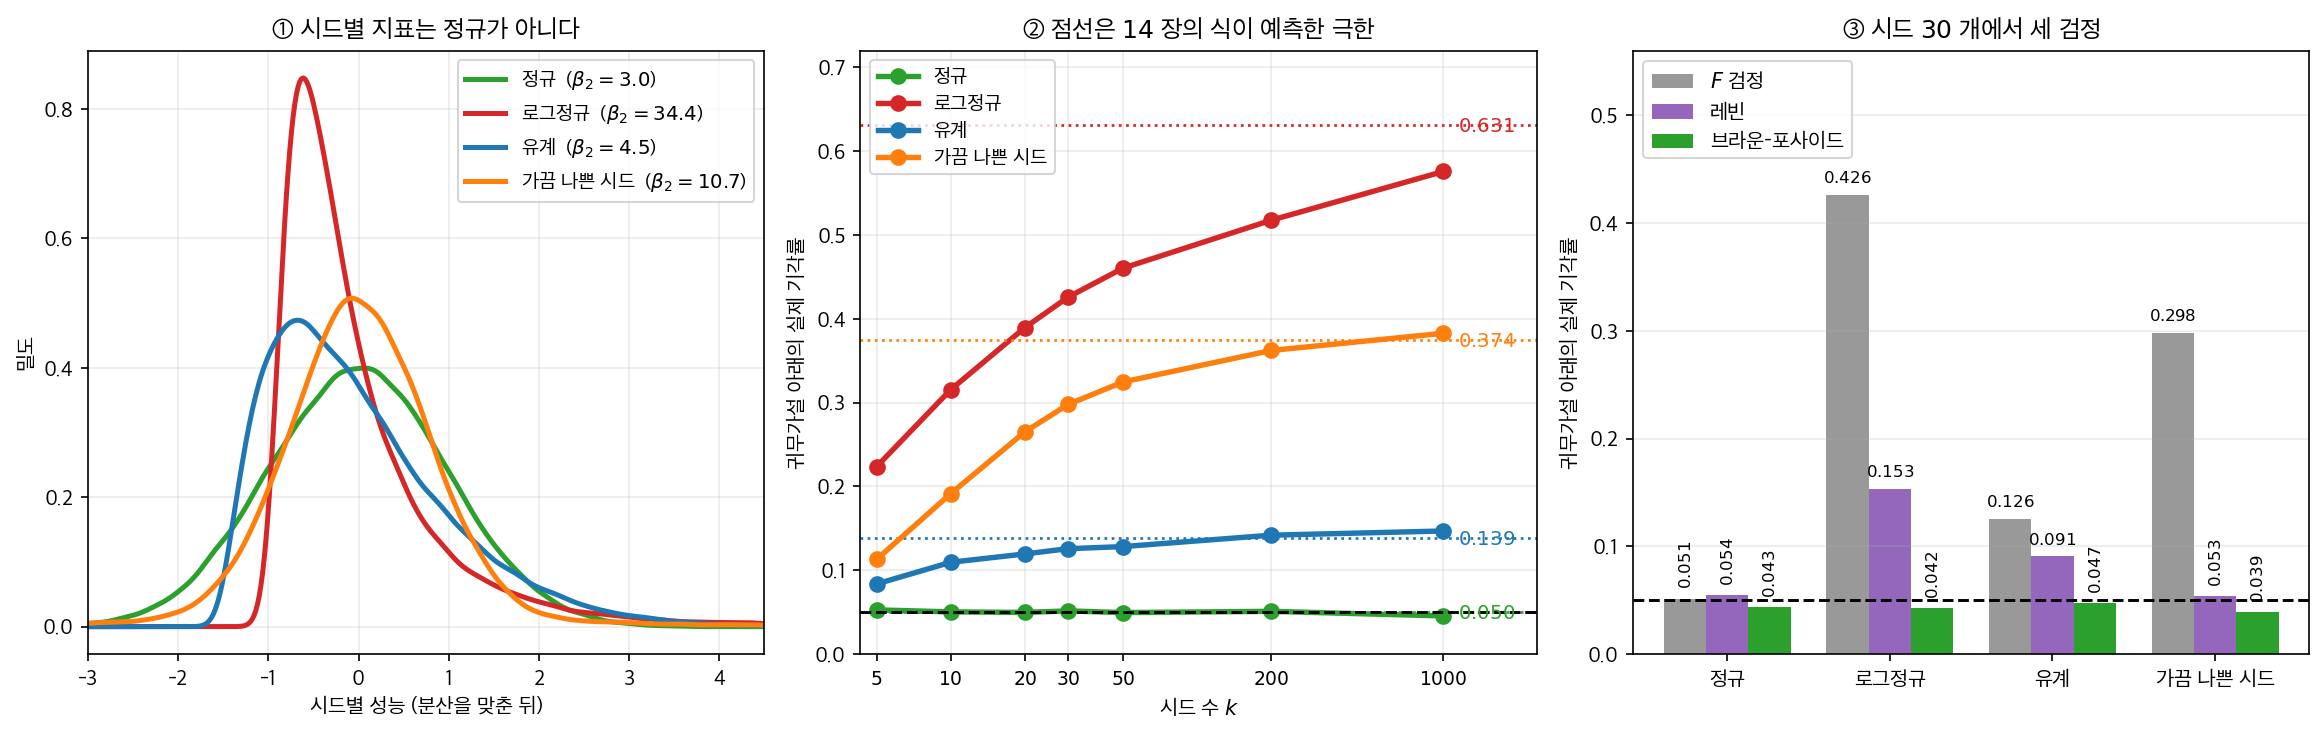 ① 시드별 지표는 정규가 아니다
정규 (β₂ = 3.0)
로그정규 (β₂ = 34.4)
유계 (β₂ = 4.5)
가끔 나쁜 시드 (β₂ = 10.7)
밀도
0.8
0.6
0.4
0.2
0.0
-3 -2 -1 0 1 2 3 4
시드별 성능 (분산을 맞춘 뒤)
② 점선은 14 장의 식이 예측한 극한
정규
로그정규
유계
가끔 나쁜 시드
귀무가설 아래의 실제 기각률
0.7
0.6
0.5
0.4
0.3
0.2
0.1
0.0
0.631
0.374
0.139
0.050
5 10 20 30 50 200 1000
시드 수 k
③ 시드 30 개에서 세 검정
F 검정
레빈
브라운-포사이드
귀무가설 아래의 실제 기각률
0.5
0.4
0.3
0.2
0.1
0.0
0.051 0.054 0.043
0.426 0.153 0.042
0.126 0.091 0.047
0.298 0.053 0.039
정규 로그정규 유계 가끔 나쁜 시드